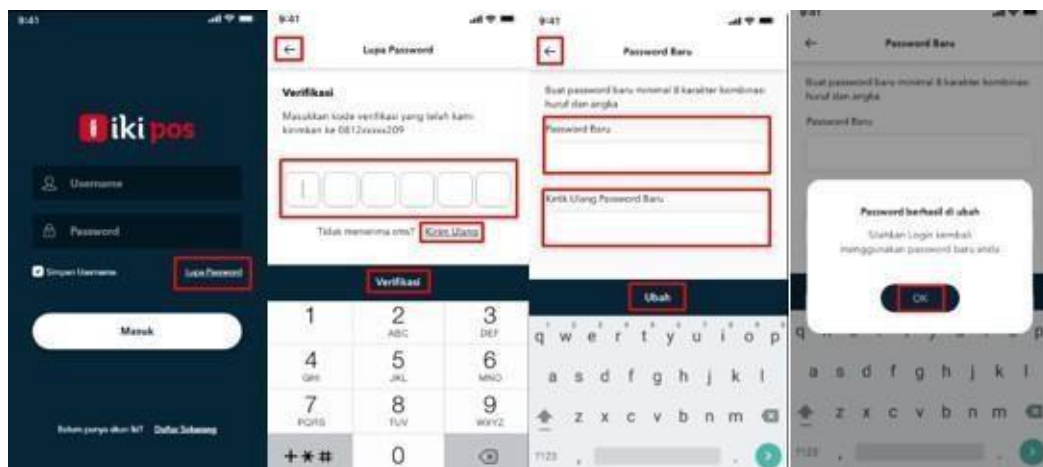 9:41
iki pos
Username
Password
Simpan Username
Lupa Password
Masuk
Belum punya akun iki? Daftar Sekarang
9:41
Lupa Password
Verifikasi
Masukkan kode verifikasi yang telah kami
kirimkan ke 0812xxxxx209
Tidak menerima sms? Kirim Ulang
Verifikasi
1 2 3
ABC DEF
4 5 6
GHI JKL MNO
7 8 9
PQRS TUV WXYZ
+*# 0
9:41
Password Baru
Buat password baru minimal 8 karakter kombinasi
huruf dan angka
Password Baru
Ketik Ulang Password Baru
Ubah
q w e r t y u i o p
a s d f g h j k l
z x c v b n m
?123 , .
9:41
Password Baru
Buat password baru minimal 8 karakter kombinasi
huruf dan angka
Password Baru
Password berhasil di ubah
Silahkan Login kembali
menggunakan password baru anda
OK
q p
a s d f g h j k l
z x c v b n m
?123 , .